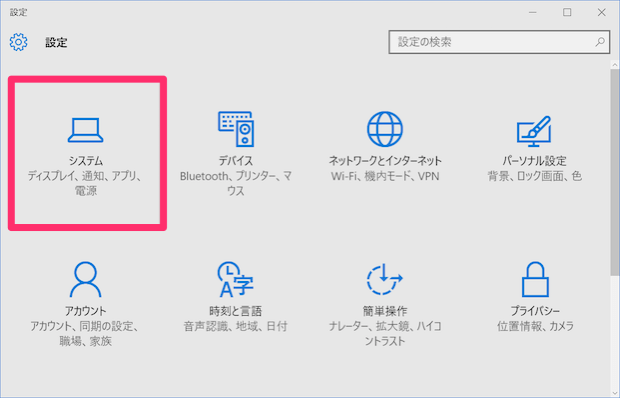 設定
設定
設定の検索
システム
ディスプレイ、通知、アプリ、
電源
デバイス
Bluetooth、プリンター、マ
ウス
ネットワークとインターネット
Wi-Fi、機内モード、VPN
パーソナル設定
背景、ロック画面、色
アカウント
アカウント、同期の設定、
職場、家族
A字
時刻と言語
音声認識、地域、日付
簡単操作
ナレーター、拡大鏡、ハイコ
ントラスト
プライバシー
位置情報、カメラ